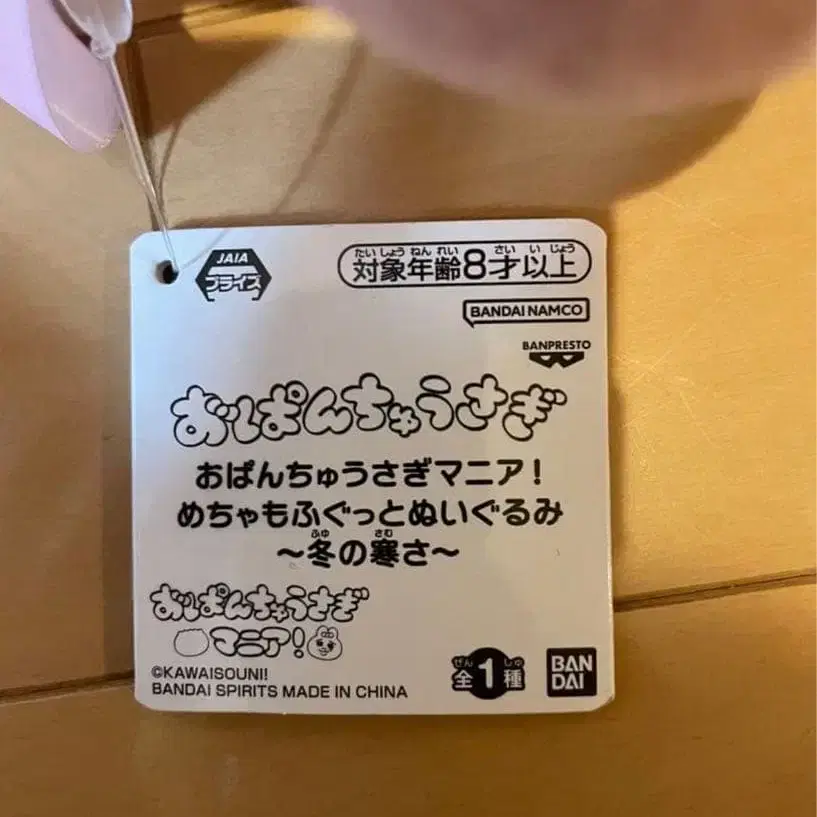 JAIA
プライズ
たいしょうねんれい さいいじょう
対象年齢8才以上
BANDAI NAMCO
BANPRESTO
おぱんちゅうさぎ
おぱんちゅうさぎマニア!
めちゃもふぐっとぬいぐるみ
ふゆ さむ
〜冬の寒さ〜
おぱんちゅうさぎ
マニア!
©KAWAISOUNI!
BANDAI SPIRITS MADE IN CHINA
ぜん しゅ
全1種
BAN
DAI